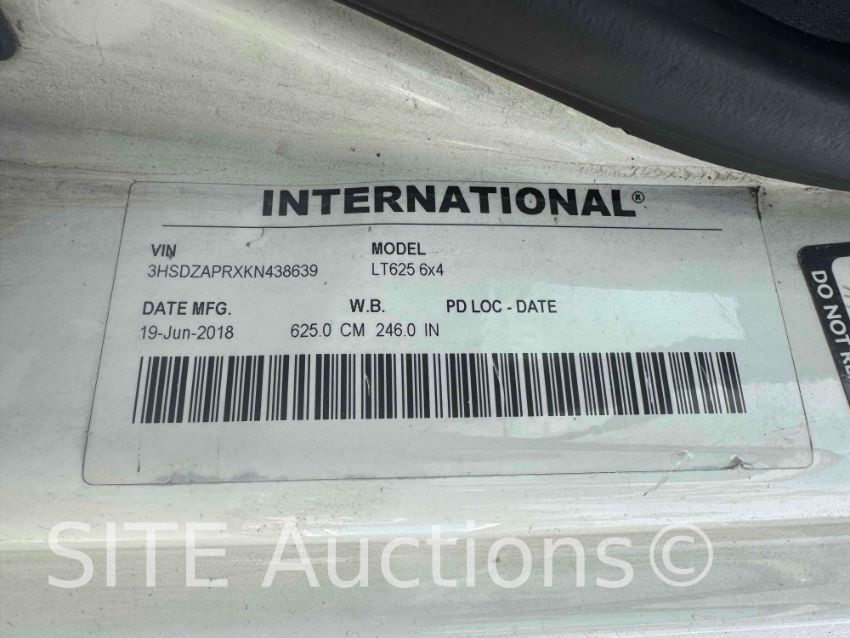 INTERNATIONAL®
VIN MODEL
3HSDZAPRXKN438639 LT625 6x4
DATE MFG. W.B. PD LOC - DATE
19-Jun-2018 625.0 CM 246.0 IN
DO NOT
SITE Auctions©